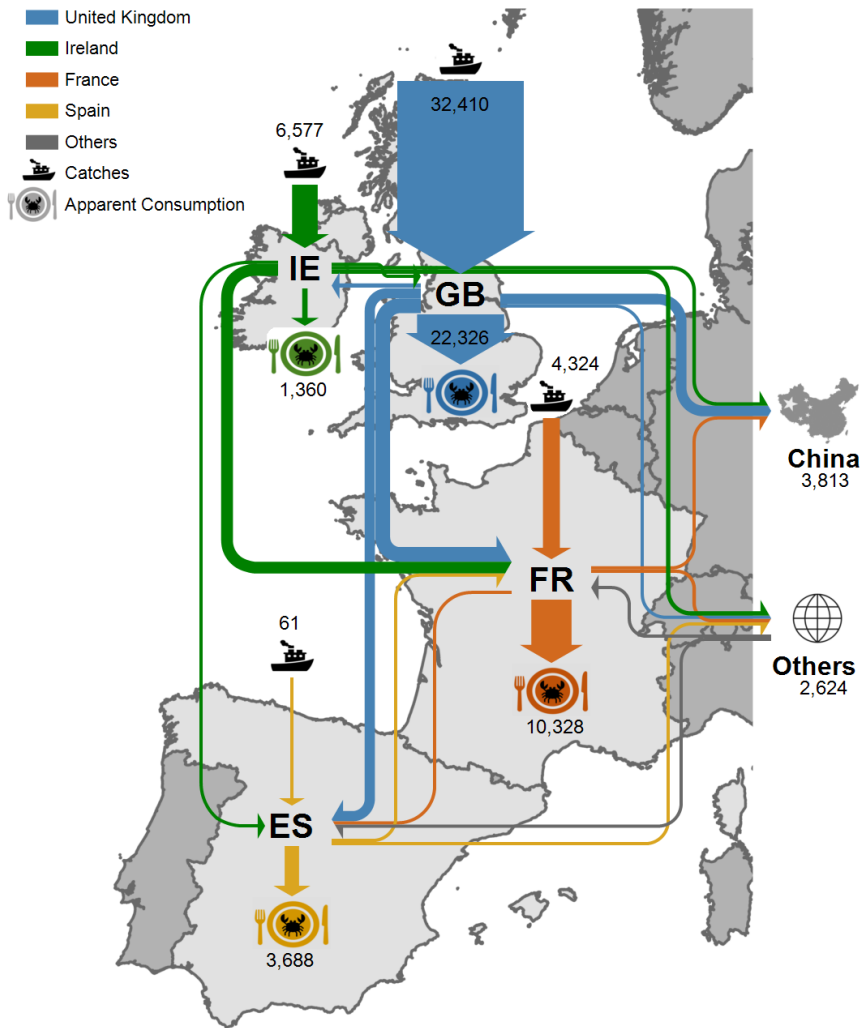 United Kingdom
Ireland
France
Spain
Others
Catches
Apparent Consumption
32,410
6,577
IE
GB
22,326
4,324
1,360
China
3,813
FR
61
Others
2,624
10,328
ES
3,688